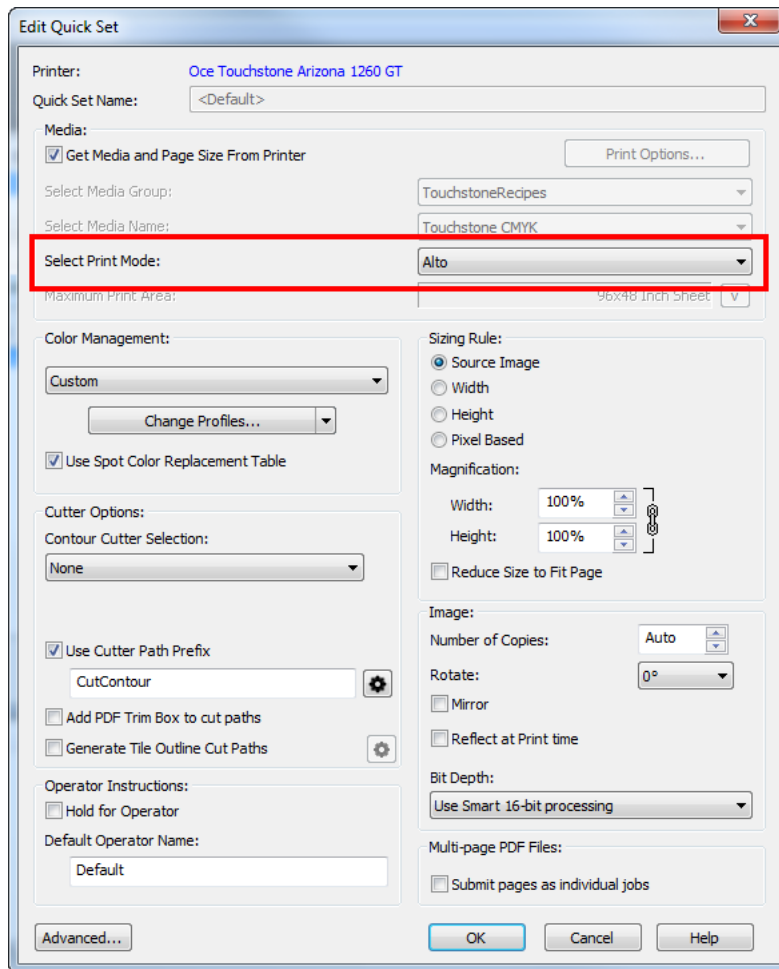 Edit Quick Set
Printer: Oce Touchstone Arizona 1260 GT
Quick Set Name: <Default>
Media:
Get Media and Page Size From Printer
Print Options...
Select Media Group: TouchstoneRecipes
Select Media Name: Touchstone CMYK
Select Print Mode: Alto
Maximum Print Area: 96x48 Inch Sheet v
Color Management:
Custom
Change Profiles...
Use Spot Color Replacement Table
Cutter Options:
Contour Cutter Selection:
None
Use Cutter Path Prefix
CutContour
Add PDF Trim Box to cut paths
Generate Tile Outline Cut Paths
Operator Instructions:
Hold for Operator
Default Operator Name:
Default
Sizing Rule:
Source Image
Width
Height
Pixel Based
Magnification:
Width: 100%
Height: 100%
Reduce Size to Fit Page
Image:
Number of Copies: Auto
Rotate: 0°
Mirror
Reflect at Print time
Bit Depth:
Use Smart 16-bit processing
Multi-page PDF Files:
Submit pages as individual jobs
Advanced...
OK
Cancel
Help